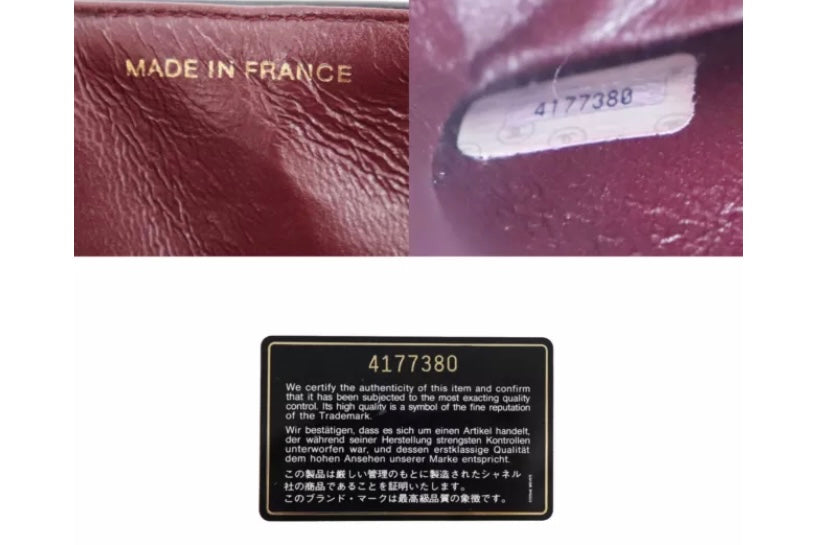 MADE IN FRANCE
4177380
4177380
We certify the authenticity of this item and confirm
that it has been subjected to the most exacting quality
control. Its high quality is a symbol of the fine reputation
of the Trademark.
Wir bestätigen, dass es sich um einen Artikel handelt,
der während seiner Herstellung strengsten Kontrollen
unterworfen war, und dessen erstklassige Qualität
dem hohen Ansehen unserer Marke entspricht.
この製品は厳しい管理のもとに製造されたシャネル
社の商品であることを証明いたします。
このブランド・マークは最高級品質の象徴です。